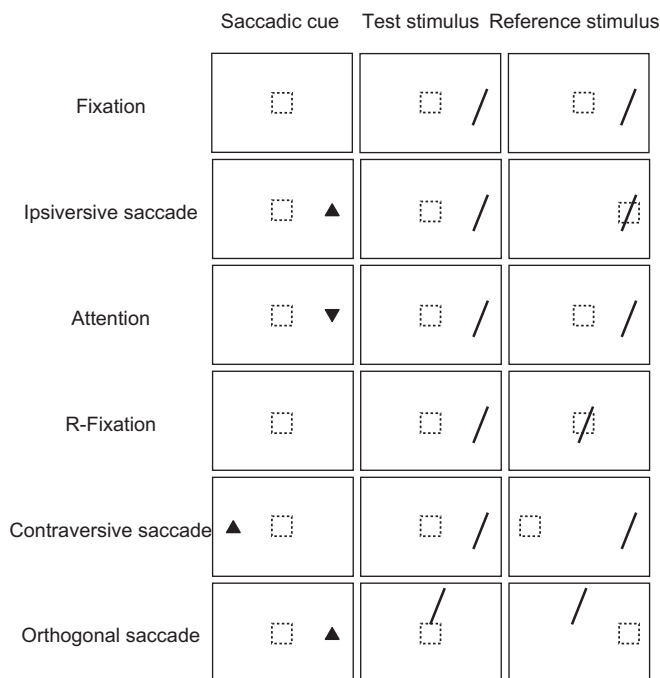 Saccadic cue Test stimulus Reference stimulus
Fixation
Ipsiversive saccade
Attention
R-Fixation
Contraversive saccade
Orthogonal saccade